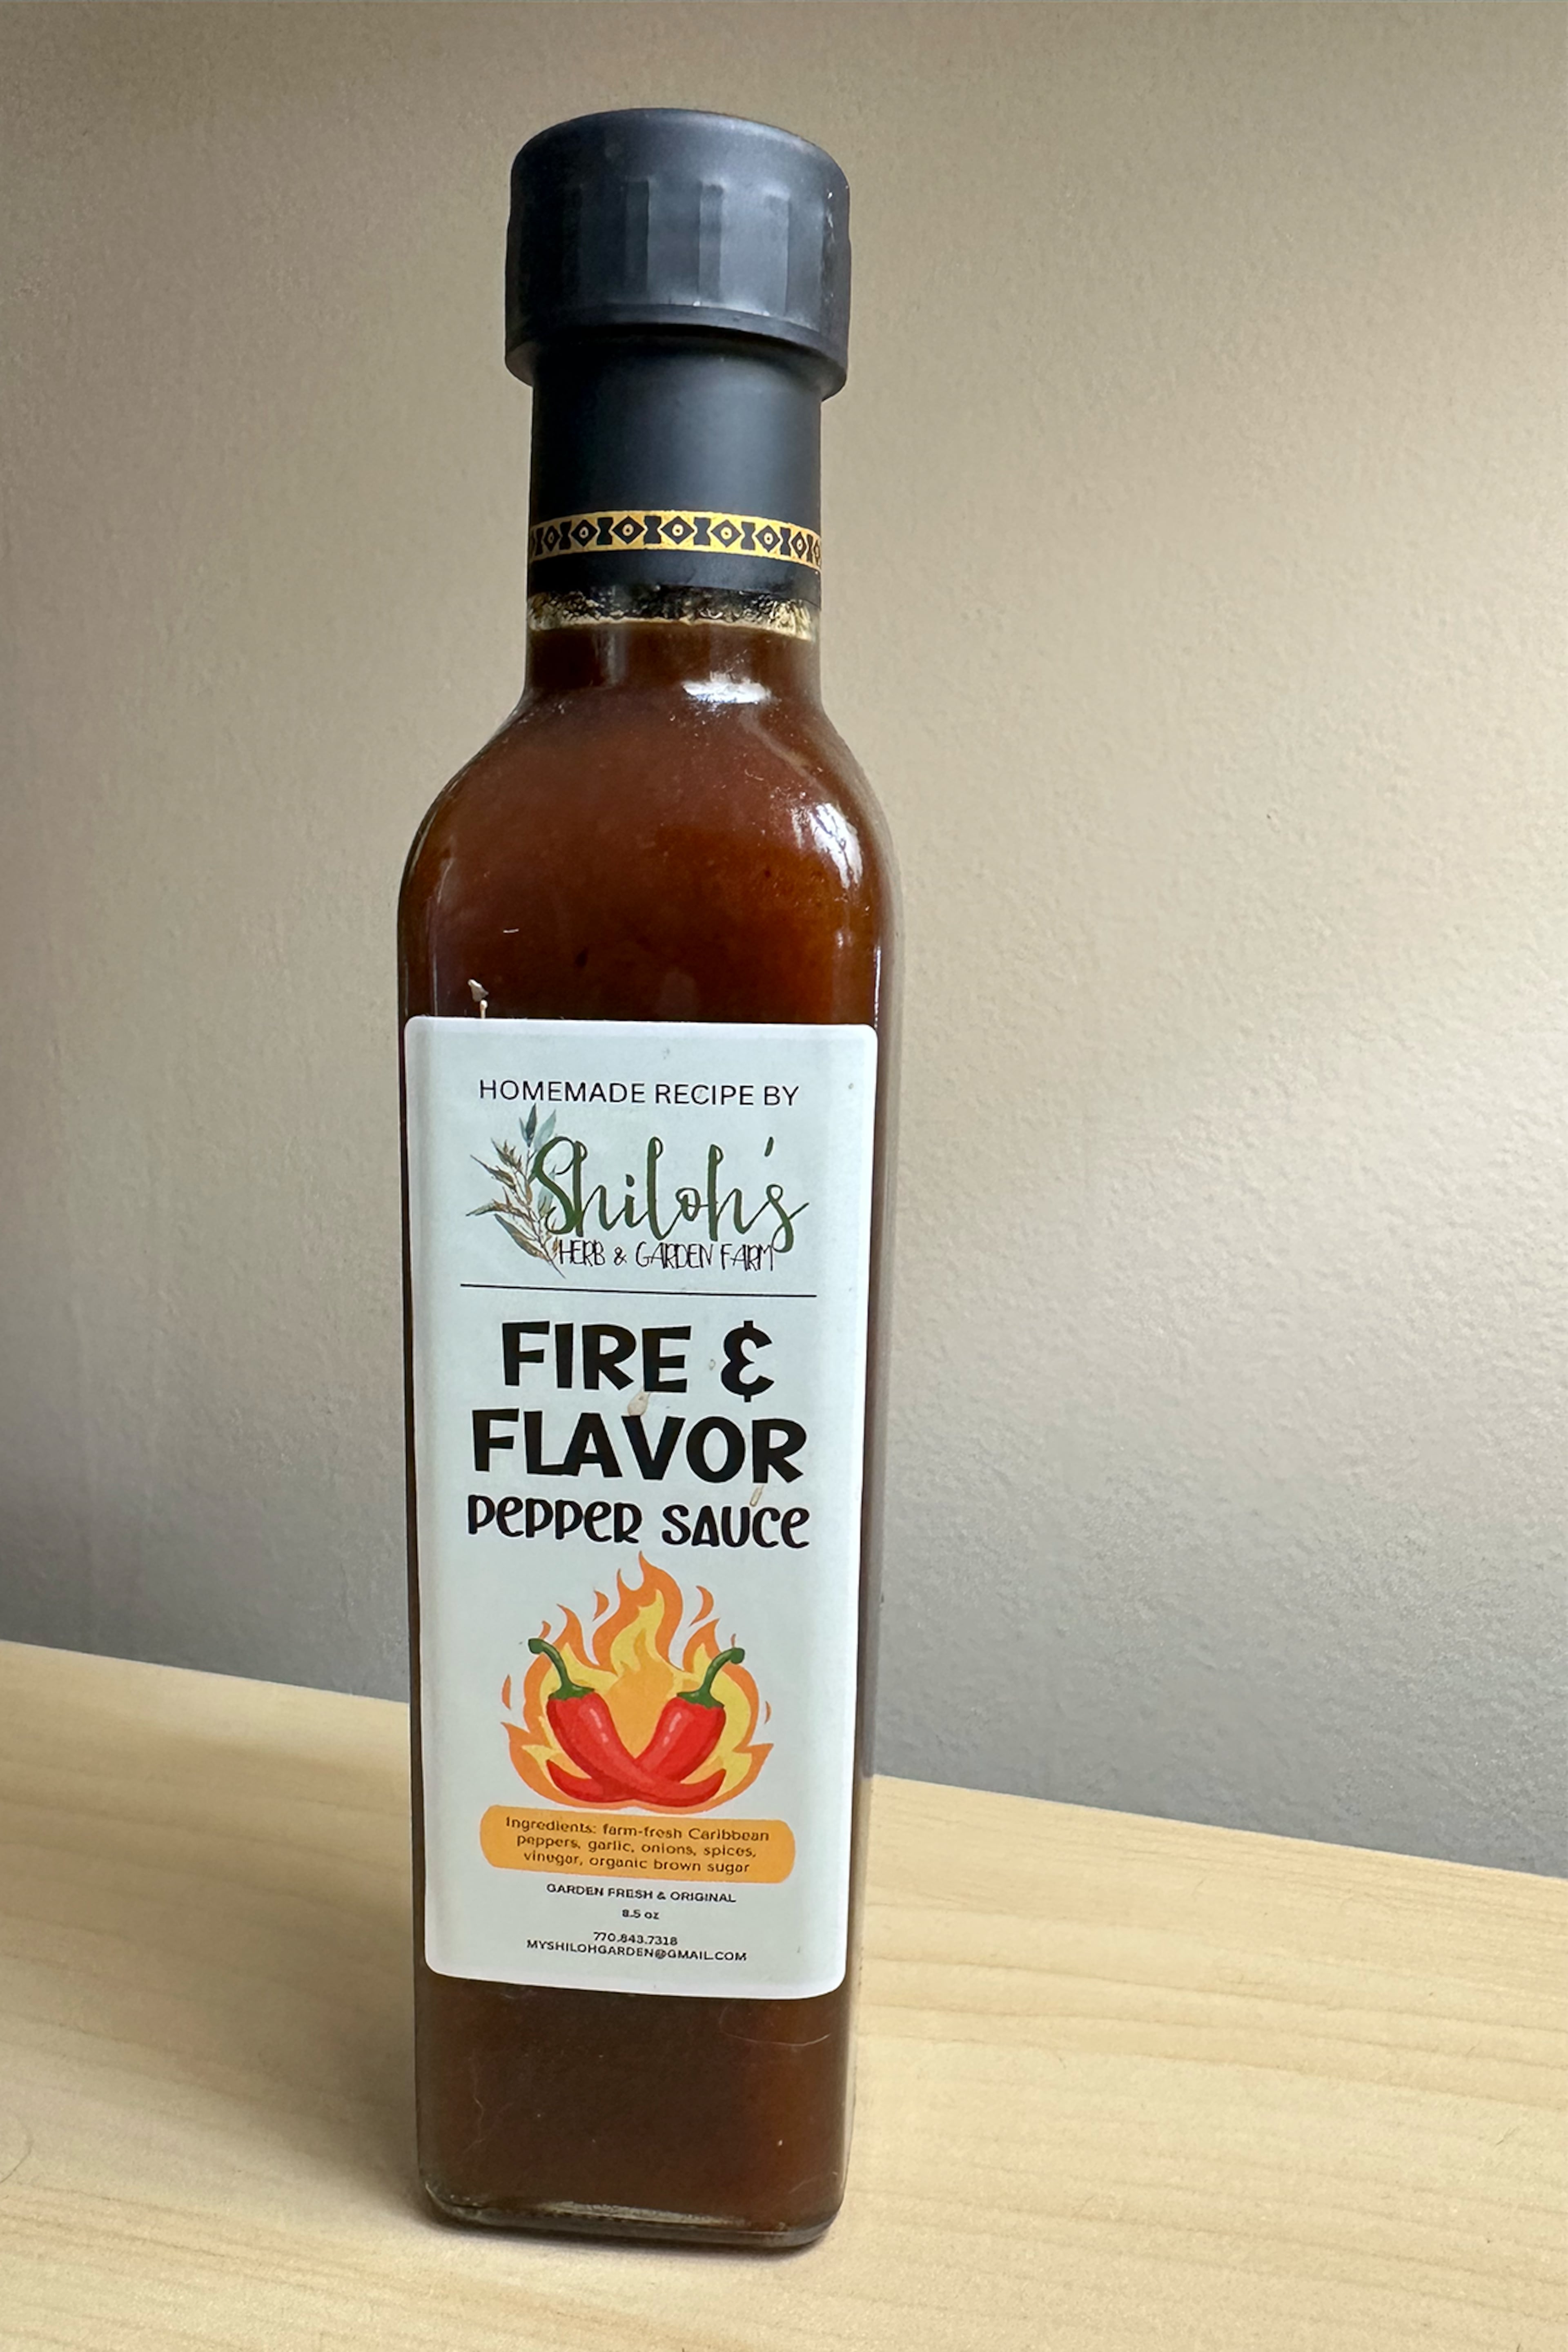 HOMEMADE RECIPE BY
Shiloh's
HERB & GARDEN FARM
FIRE &
FLAVOR
PEPPER SAUCE
Ingredients: farm-fresh Caribbean
peppers, garlic, onions, spices,
vinegar, organic brown sugar
GARDEN FRESH & ORIGINAL
8.5 oz
770.843.7318
MYSHILOHGARDEN@GMAIL.COM